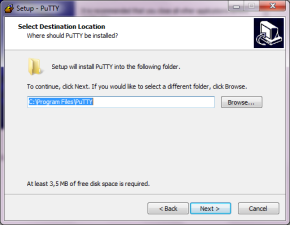 Setup - PuTTY
Select Destination Location
Where should PuTTY be installed?
Setup will install PuTTY into the following folder.
To continue, click Next. If you would like to select a different folder, click Browse.
C:\Program Files\PuTTY
Browse...
At least 3,5 MB of free disk space is required.
< Back
Next >
Cancel